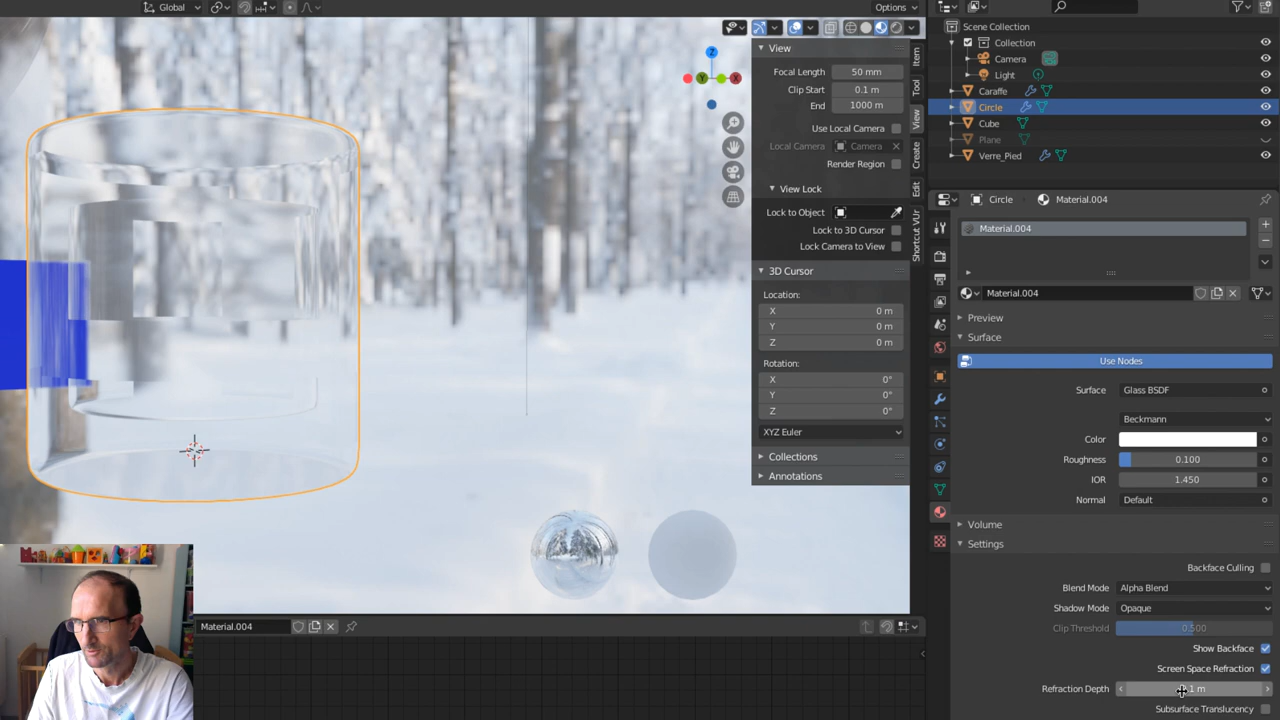 Global
Options
View
Focal Length 50 mm
Clip Start 0.1 m
End 1000 m
Use Local Camera
Local Camera Camera
Render Region
View Lock
Lock to Object
Lock to 3D Cursor
Lock Camera to View
3D Cursor
Location:
X 0 m
Y 0 m
Z 0 m
Rotation:
X 0°
Y 0°
Z 0°
XYZ Euler
Collections
Annotations
Item
Tool
View
Create
Edit
Shortcut VUr
Z
Y
X
Scene Collection
Collection
Camera
Light
Caraffe
Circle
Cube
Plane
Verre_Pied
Circle Material.004
Material.004
Material.004
Preview
Surface
Use Nodes
Surface Glass BSDF
Beckmann
Color
Roughness 0.100
IOR 1.450
Normal Default
Volume
Settings
Backface Culling
Blend Mode Alpha Blend
Shadow Mode Opaque
Clip Threshold 0.500
Show Backface
Screen Space Refraction
Refraction Depth 1 m
Subsurface Translucency
Material.004